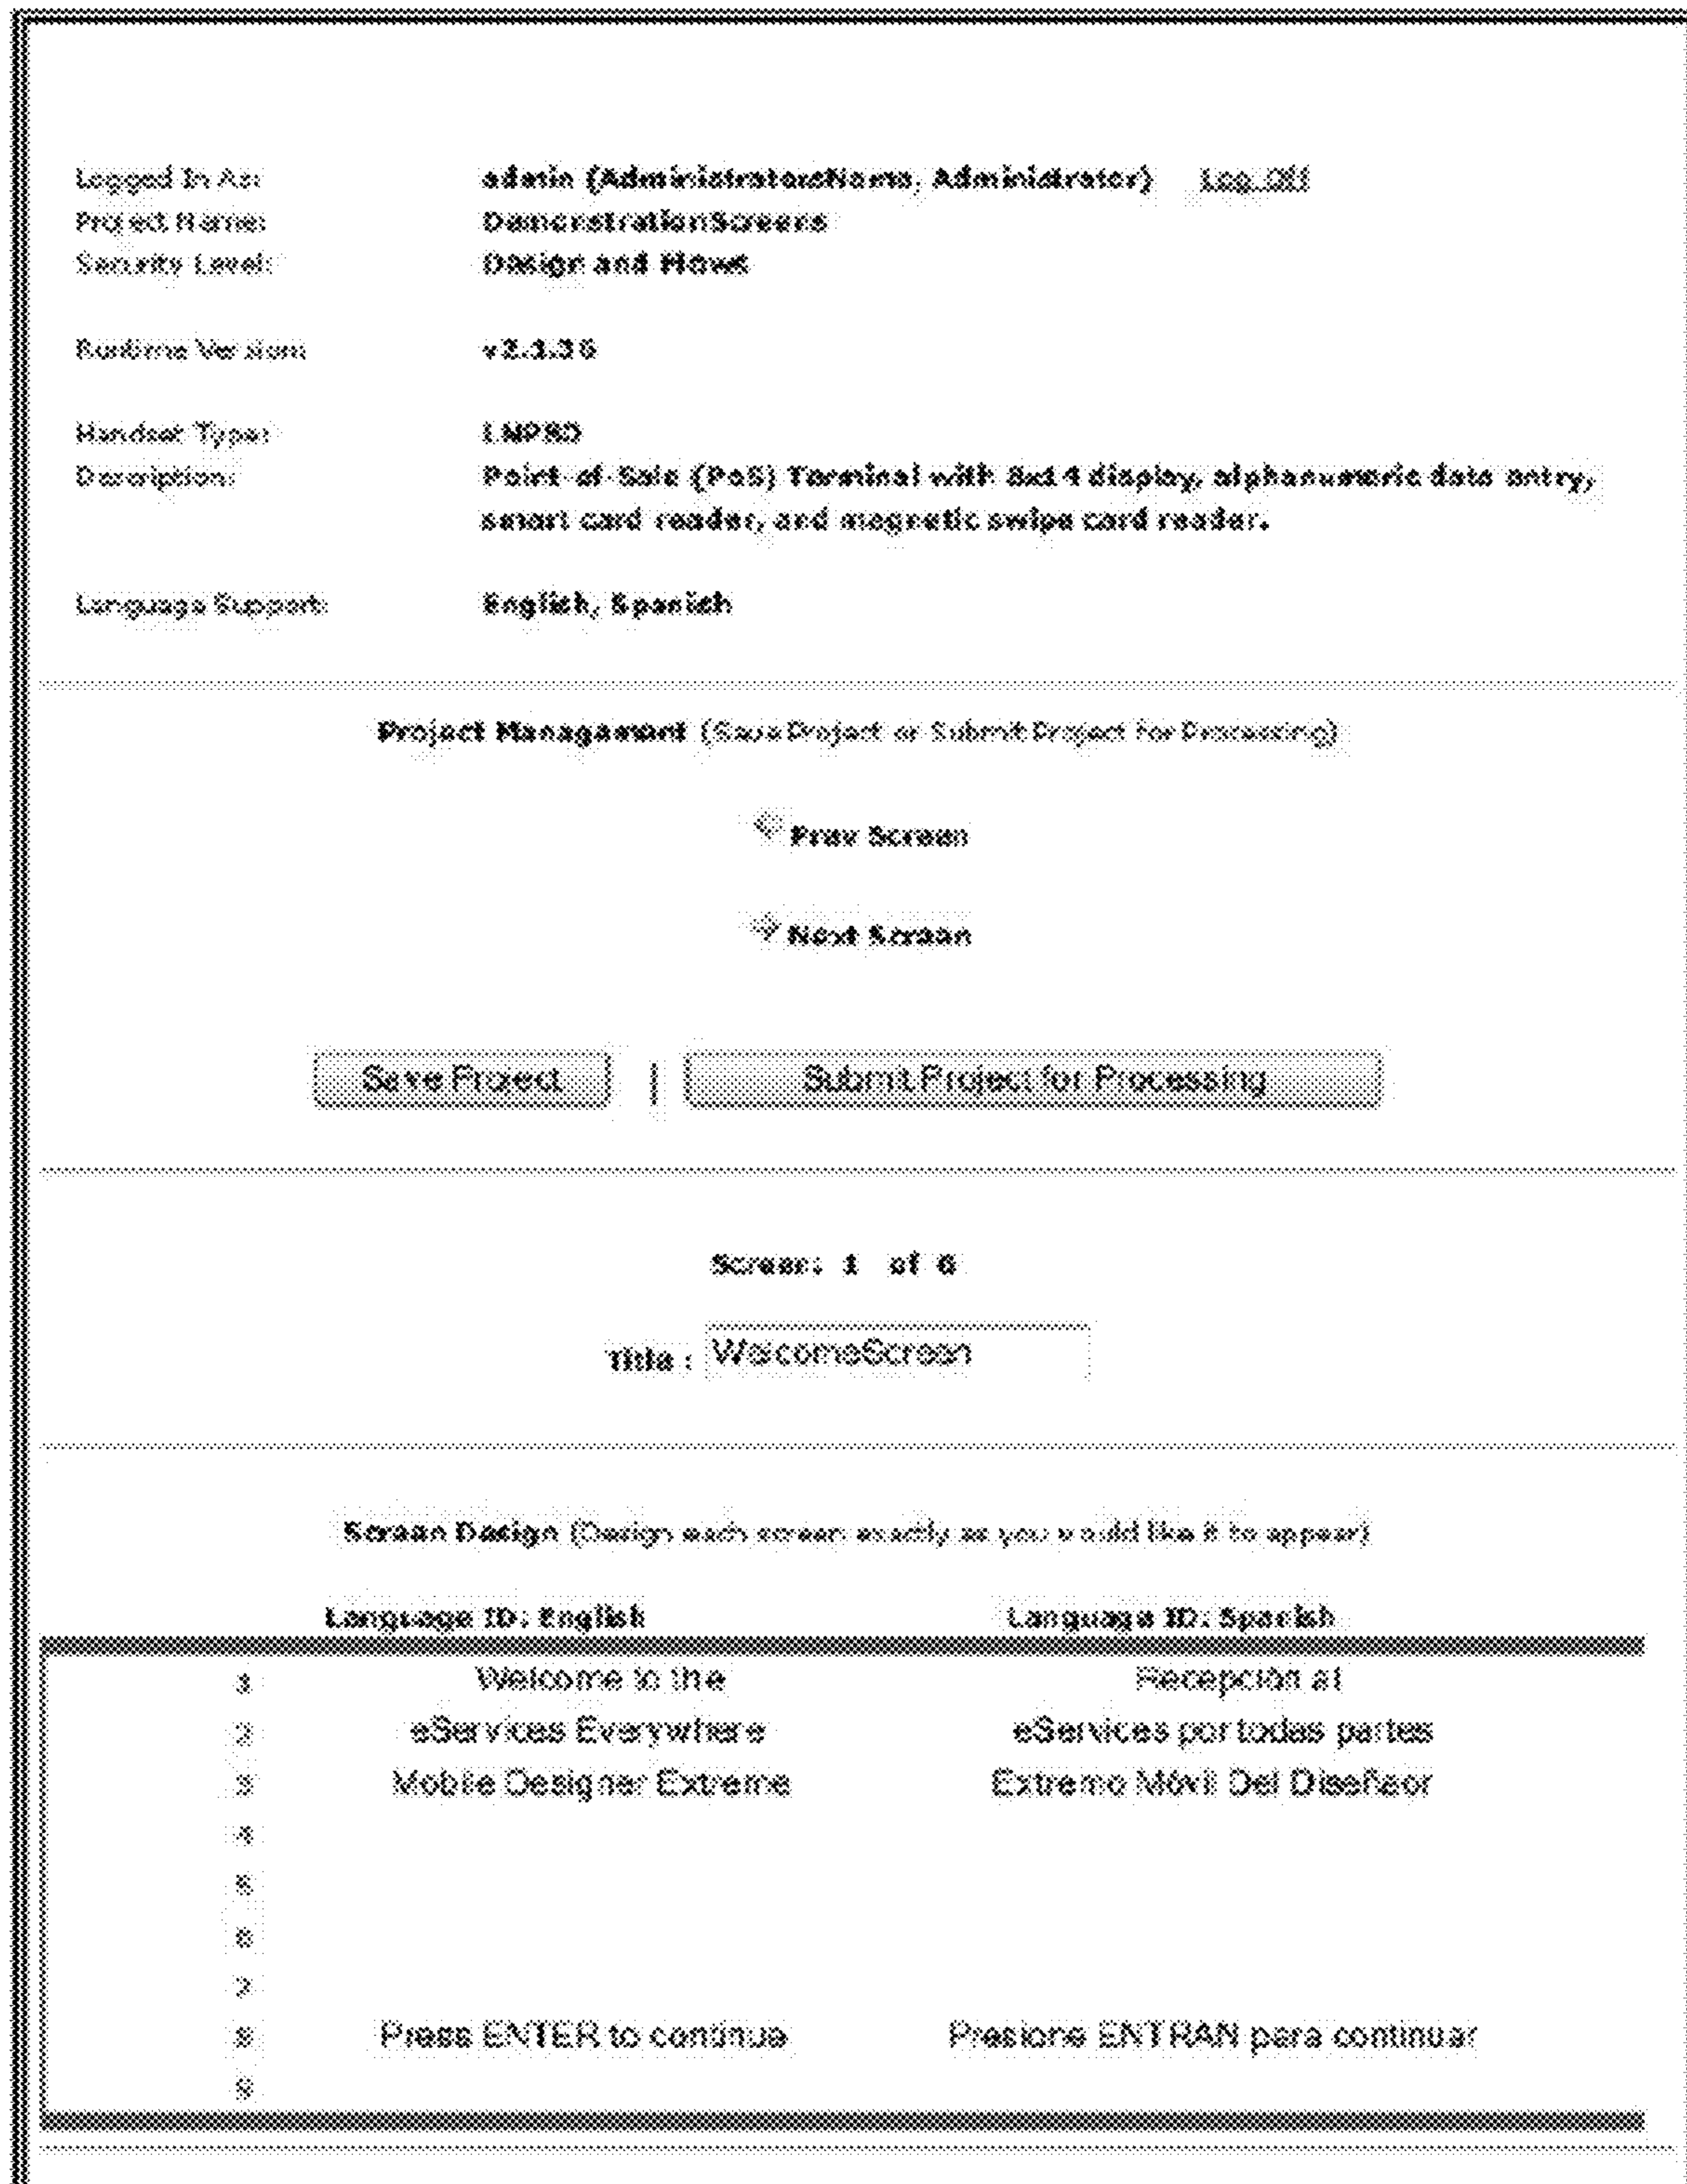 Logged In As: admin (AdministratorsName, Administrator) Log Off
Project Name: DemonstrationScreens
Security Level: Design and Flows
Runtime Version:
Handset Type:
Description: Point-of-Sale (PoS) Terminal with 8x14 display, alphanumeric data entry,
smart card reader, and magnetic swipe card reader.
Language Support: English, Spanish
Project Management (Save Project or Submit Project for Processing)
Prev Screen
Next Screen
Save Project | Submit Project for Processing
Screen: 1 of 6
Title : WelcomeScreen
Screen Design (Design each screen exactly as you would like it to appear)
Language ID: English Language ID: Spanish
1 Welcome to the Recepción al
2 eServices Everywhere eServices por todas partes
3 Mobile Designer Extreme Extremo Móvil Del
4
5
6
7
8 Press ENTER to continue Presione ENTRAN para continuar
9